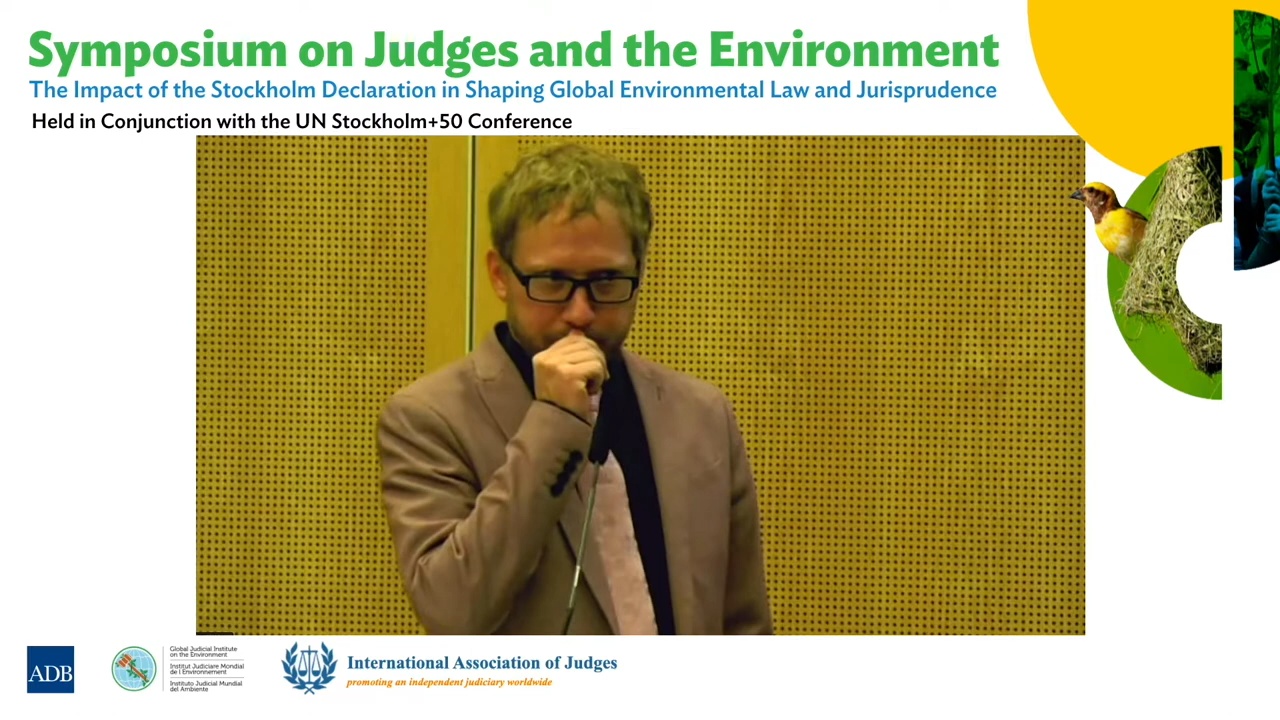 Symposium on Judges and the Environment
The Impact of the Stockholm Declaration in Shaping Global Environmental Law and Jurisprudence
Held in Conjunction with the UN Stockholm+50 Conference
ADB
Global Judicial Institute
on the Environment
Institut Judiciaire Mondial
de l'Environnement
Instituto Judicial Mundial
del Ambiente
International Association of Judges
promoting an independent judiciary worldwide